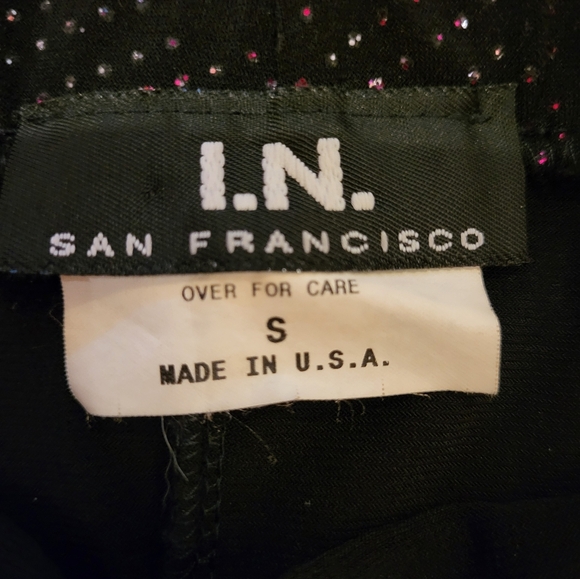 I.N.
SAN FRANCISCO
OVER FOR CARE
S
MADE IN U.S.A.